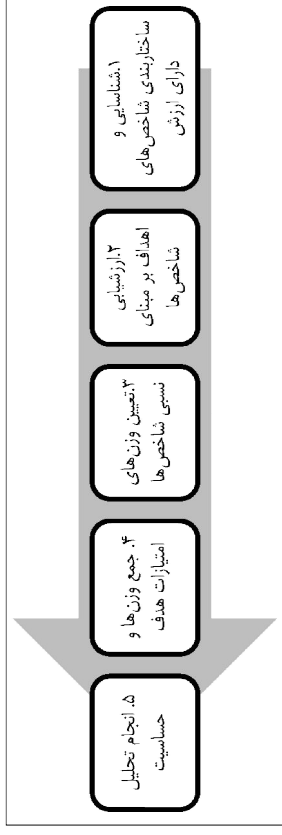 ۱.شناسایی و
ساختاربندی شاخص‌های
دارای ارزش
۲.ارزشیابی
اهداف بر مبنای
شاخص‌ها
۳.تعیین وزن‌های
نسبی شاخص‌ها
۴. جمع وزن‌ها و
امتیازات هدف
۵. انجام تحلیل
حساسیت